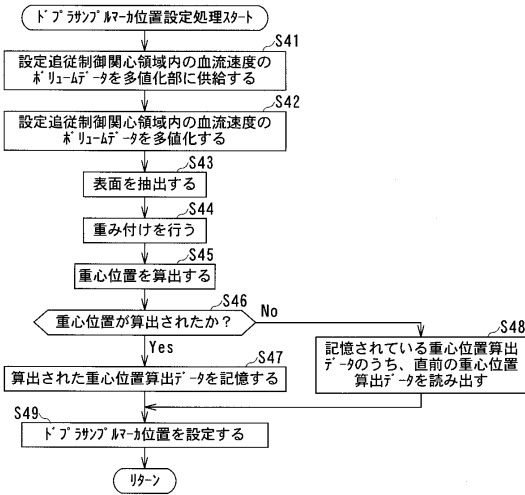 ドプラサンプルマーカ位置設定処理スタート
S41
設定追従制御関心領域内の血流速度の
ボリュームデータを多値化部に供給する
S42
設定追従制御関心領域内の血流速度の
ボリュームデータを多値化する
S43
表面を抽出する
S44
重み付けを行う
S45
重心位置を算出する
S46
重心位置が算出されたか?
No
Yes
S47
算出された重心位置算出データを記憶する
S48
記憶されている重心位置算出
データのうち、直前の重心位置
算出データを読み出す
S49
ドプラサンプルマーカ位置を設定する
リターン